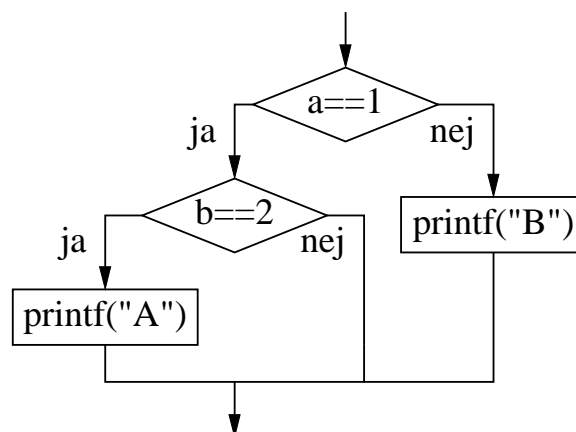 a==1
ja
nej
b==2
printf("B")
ja
nej
printf("A")